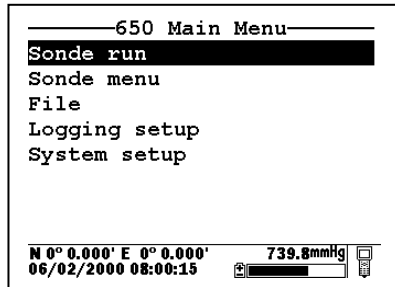 650 Main Menu
Sonde run
Sonde menu
File
Logging setup
System setup
N 0° 0.000' E 0° 0.000'
739.8mmHg
06/02/2000 08:00:15